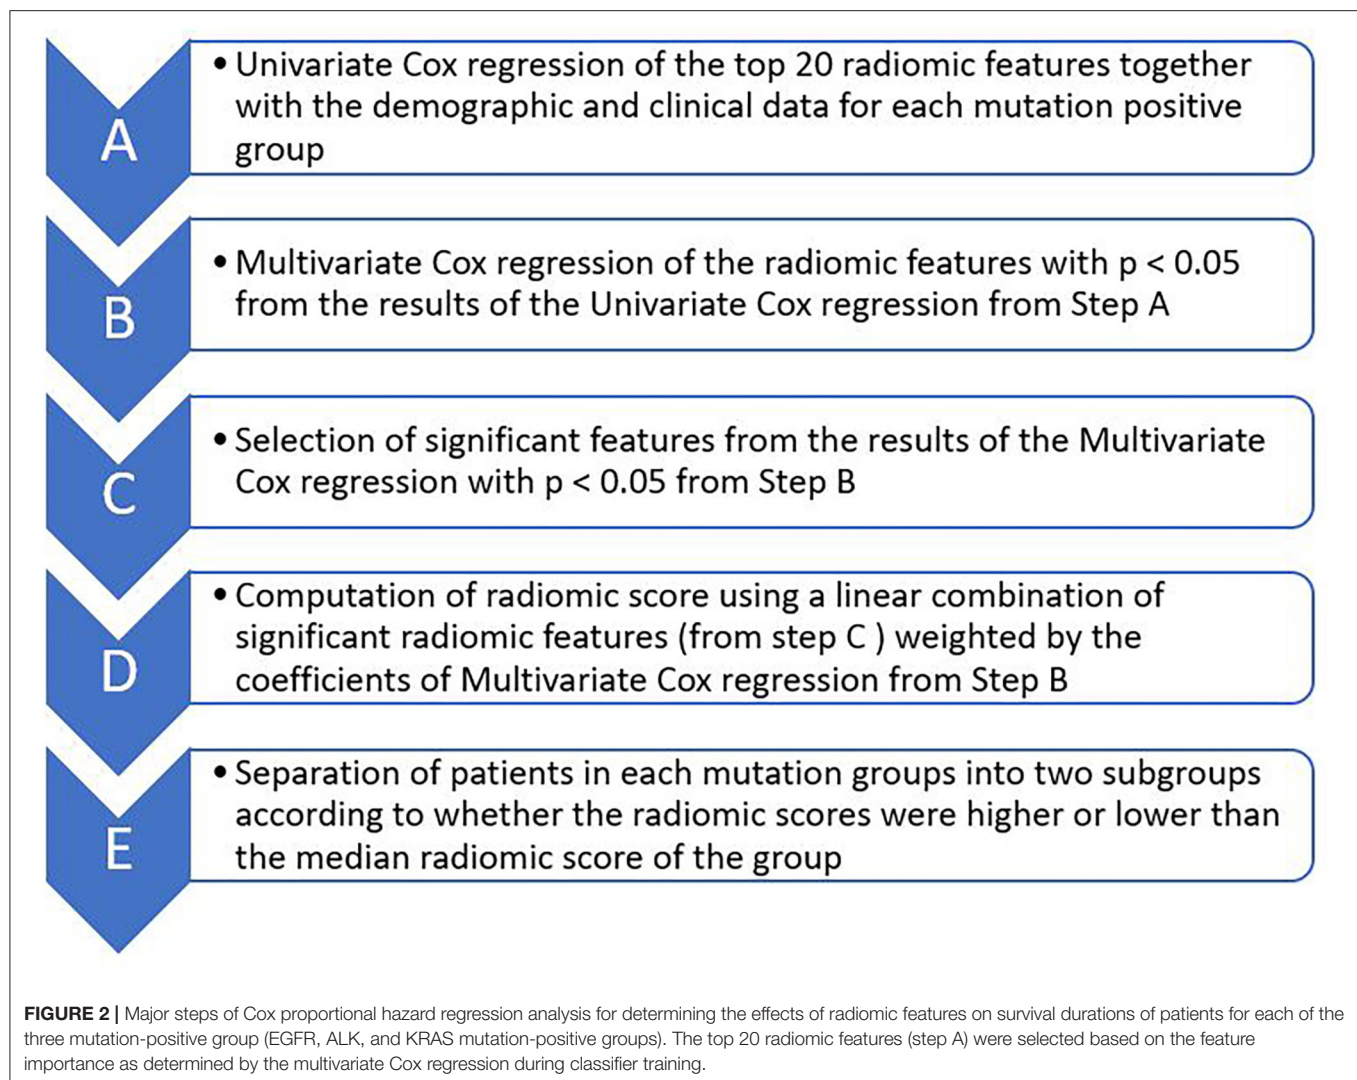 A
• Univariate Cox regression of the top 20 radiomic features together
with the demographic and clinical data for each mutation positive
group
B
• Multivariate Cox regression of the radiomic features with p < 0.05
from the results of the Univariate Cox regression from Step A
C
• Selection of significant features from the results of the Multivariate
Cox regression with p < 0.05 from Step B
D
• Computation of radiomic score using a linear combination of
significant radiomic features (from step C ) weighted by the
coefficients of Multivariate Cox regression from Step B
E
• Separation of patients in each mutation groups into two subgroups
according to whether the radiomic scores were higher or lower than
the median radiomic score of the group
FIGURE 2 | Major steps of Cox proportional hazard regression analysis for determining the effects of radiomic features on survival durations of patients for each of the
three mutation-positive group (EGFR, ALK, and KRAS mutation-positive groups). The top 20 radiomic features (step A) were selected based on the feature
importance as determined by the multivariate Cox regression during classifier training.